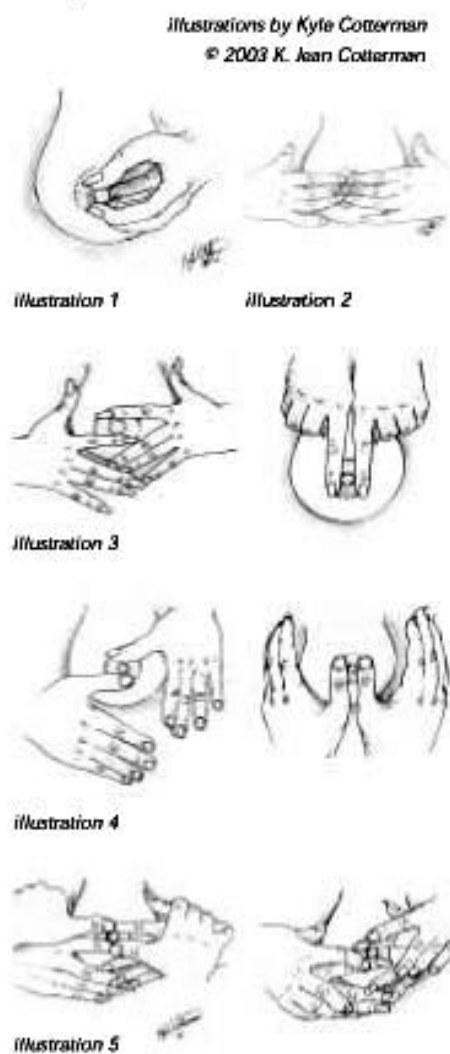 illustrations by Kyle Cotterman
© 2003 K. Jean Cotterman
illustration 1
illustration 2
illustration 3
illustration 4
illustration 5